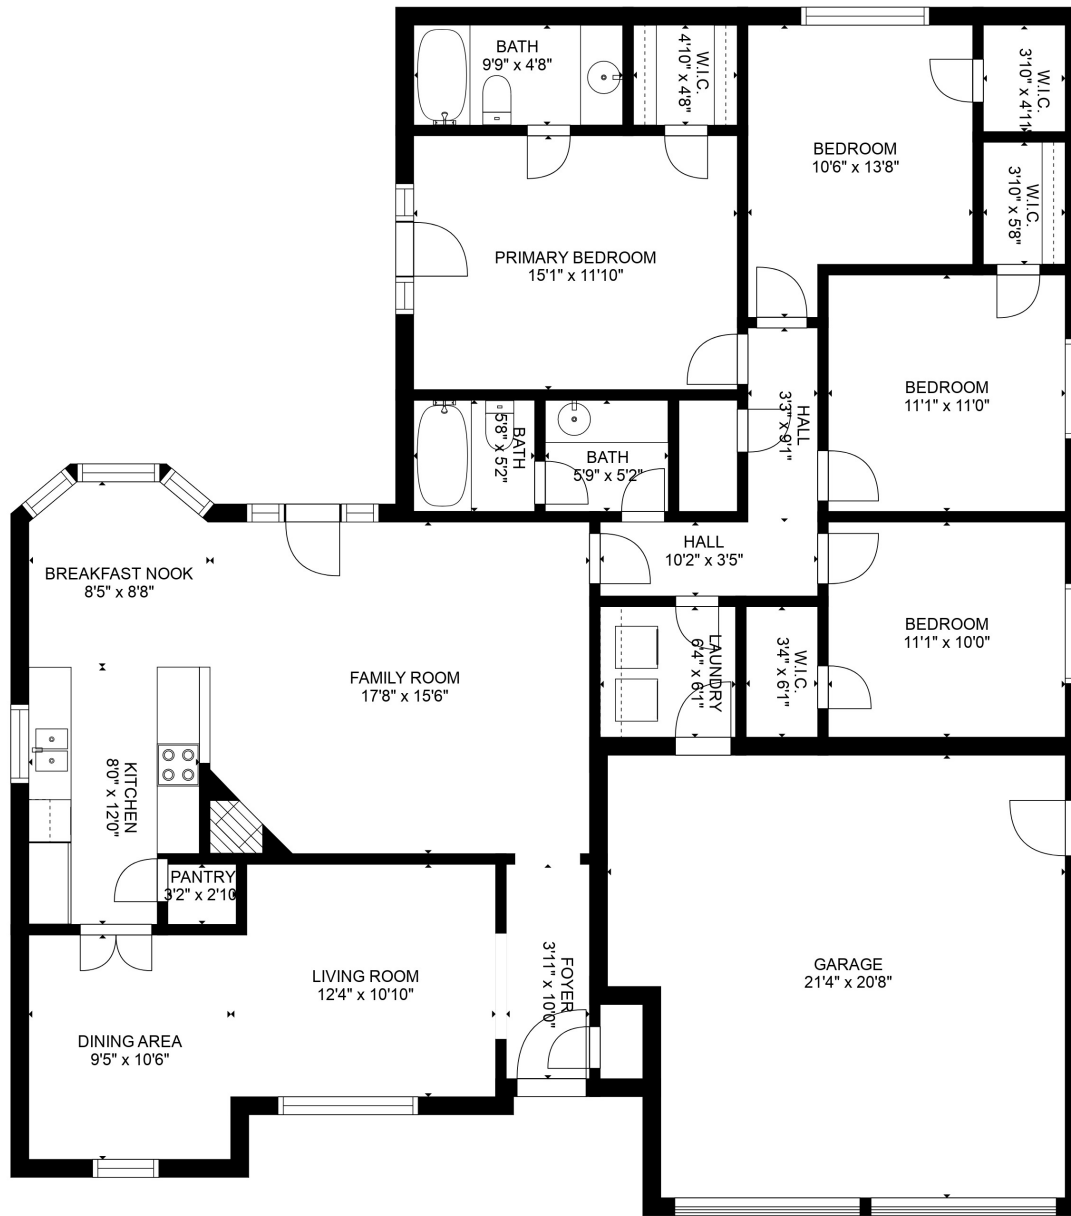 BATH
9'9" x 4'8"
W.I.C.
4'10" x 4'8"
W.I.C.
3'10" x 4'11"
BEDROOM
10'6" x 13'8"
W.I.C.
3'10" x 5'8"
PRIMARY BEDROOM
15'1" x 11'10"
BEDROOM
11'1" x 11'0"
HALL
3'3" x 9'1"
BATH
5'8" x 5'2"
BATH
5'9" x 5'2"
HALL
10'2" x 3'5"
BREAKFAST NOOK
8'5" x 8'8"
BEDROOM
11'1" x 10'0"
LAUNDRY
6'4" x 6'1"
W.I.C.
3'4" x 6'1"
FAMILY ROOM
17'8" x 15'6"
KITCHEN
8'0" x 12'0"
PANTRY
3'2" x 2'10
LIVING ROOM
12'4" x 10'10"
FOYER
3'11" x 10'0"
GARAGE
21'4" x 20'8"
DINING AREA
9'5" x 10'6"